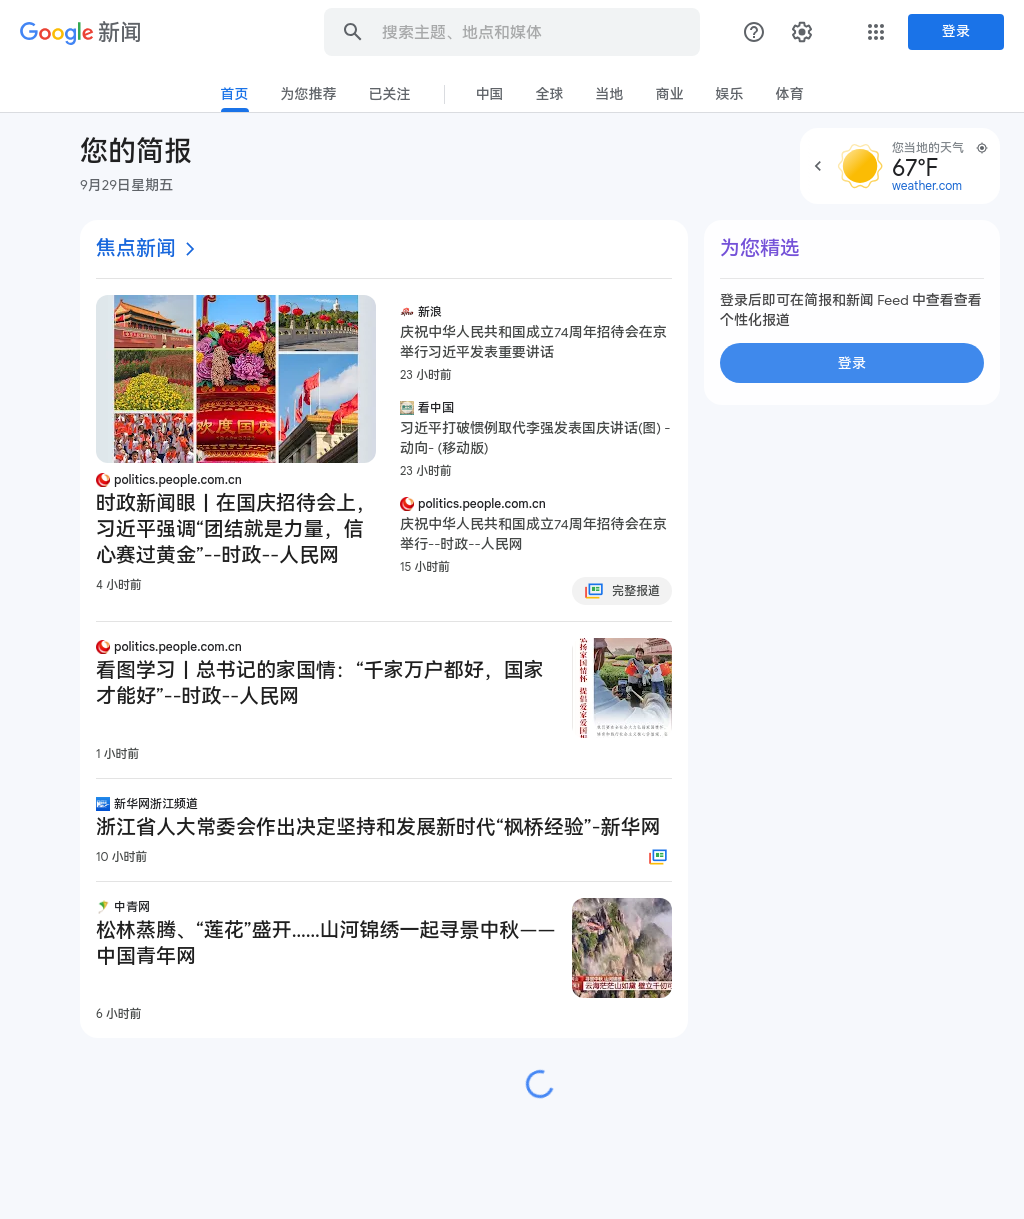 Google 新闻
搜索主题、地点和媒体
登录
首页
为您推荐
已关注
中国
全球
当地
商业
娱乐
体育
您的简报
9月29日星期五
您当地的天气
67°F
weather.com
焦点新闻
欢度国庆
politics.people.com.cn
时政新闻眼丨在国庆招待会上，
习近平强调“团结就是力量，信
心赛过黄金”--时政--人民网
4 小时前
新浪
庆祝中华人民共和国成立74周年招待会在京
举行习近平发表重要讲话
23 小时前
看中国
习近平打破惯例取代李强发表国庆讲话(图) -
动向- (移动版)
23 小时前
politics.people.com.cn
庆祝中华人民共和国成立74周年招待会在京
举行--时政--人民网
15 小时前
完整报道
politics.people.com.cn
看图学习丨总书记的家国情：“千家万户都好，国家
才能好”--时政--人民网
1 小时前
新华网浙江频道
浙江省人大常委会作出决定坚持和发展新时代“枫桥经验”-新华网
10 小时前
中青网
松林蒸腾、“莲花”盛开……山河锦绣一起寻景中秋——
中国青年网
云海茫茫山如黛 壁立千仞
6 小时前
为您精选
登录后即可在简报和新闻 Feed 中查看查看
个性化报道
登录